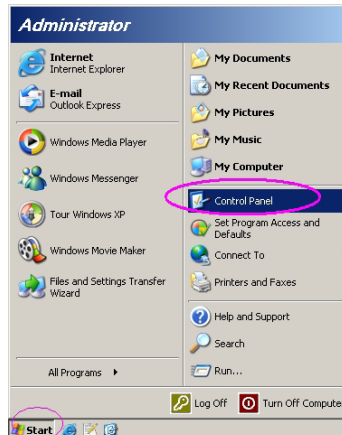 Administrator
Internet
Internet Explorer
E-mail
Outlook Express
Windows Media Player
Windows Messenger
Tour Windows XP
Windows Movie Maker
Files and Settings Transfer
Wizard
All Programs
My Documents
My Recent Documents
My Pictures
My Music
My Computer
Control Panel
Set Program Access and
Defaults
Connect To
Printers and Faxes
Help and Support
Search
Run...
Log Off
Turn Off Compute
Start